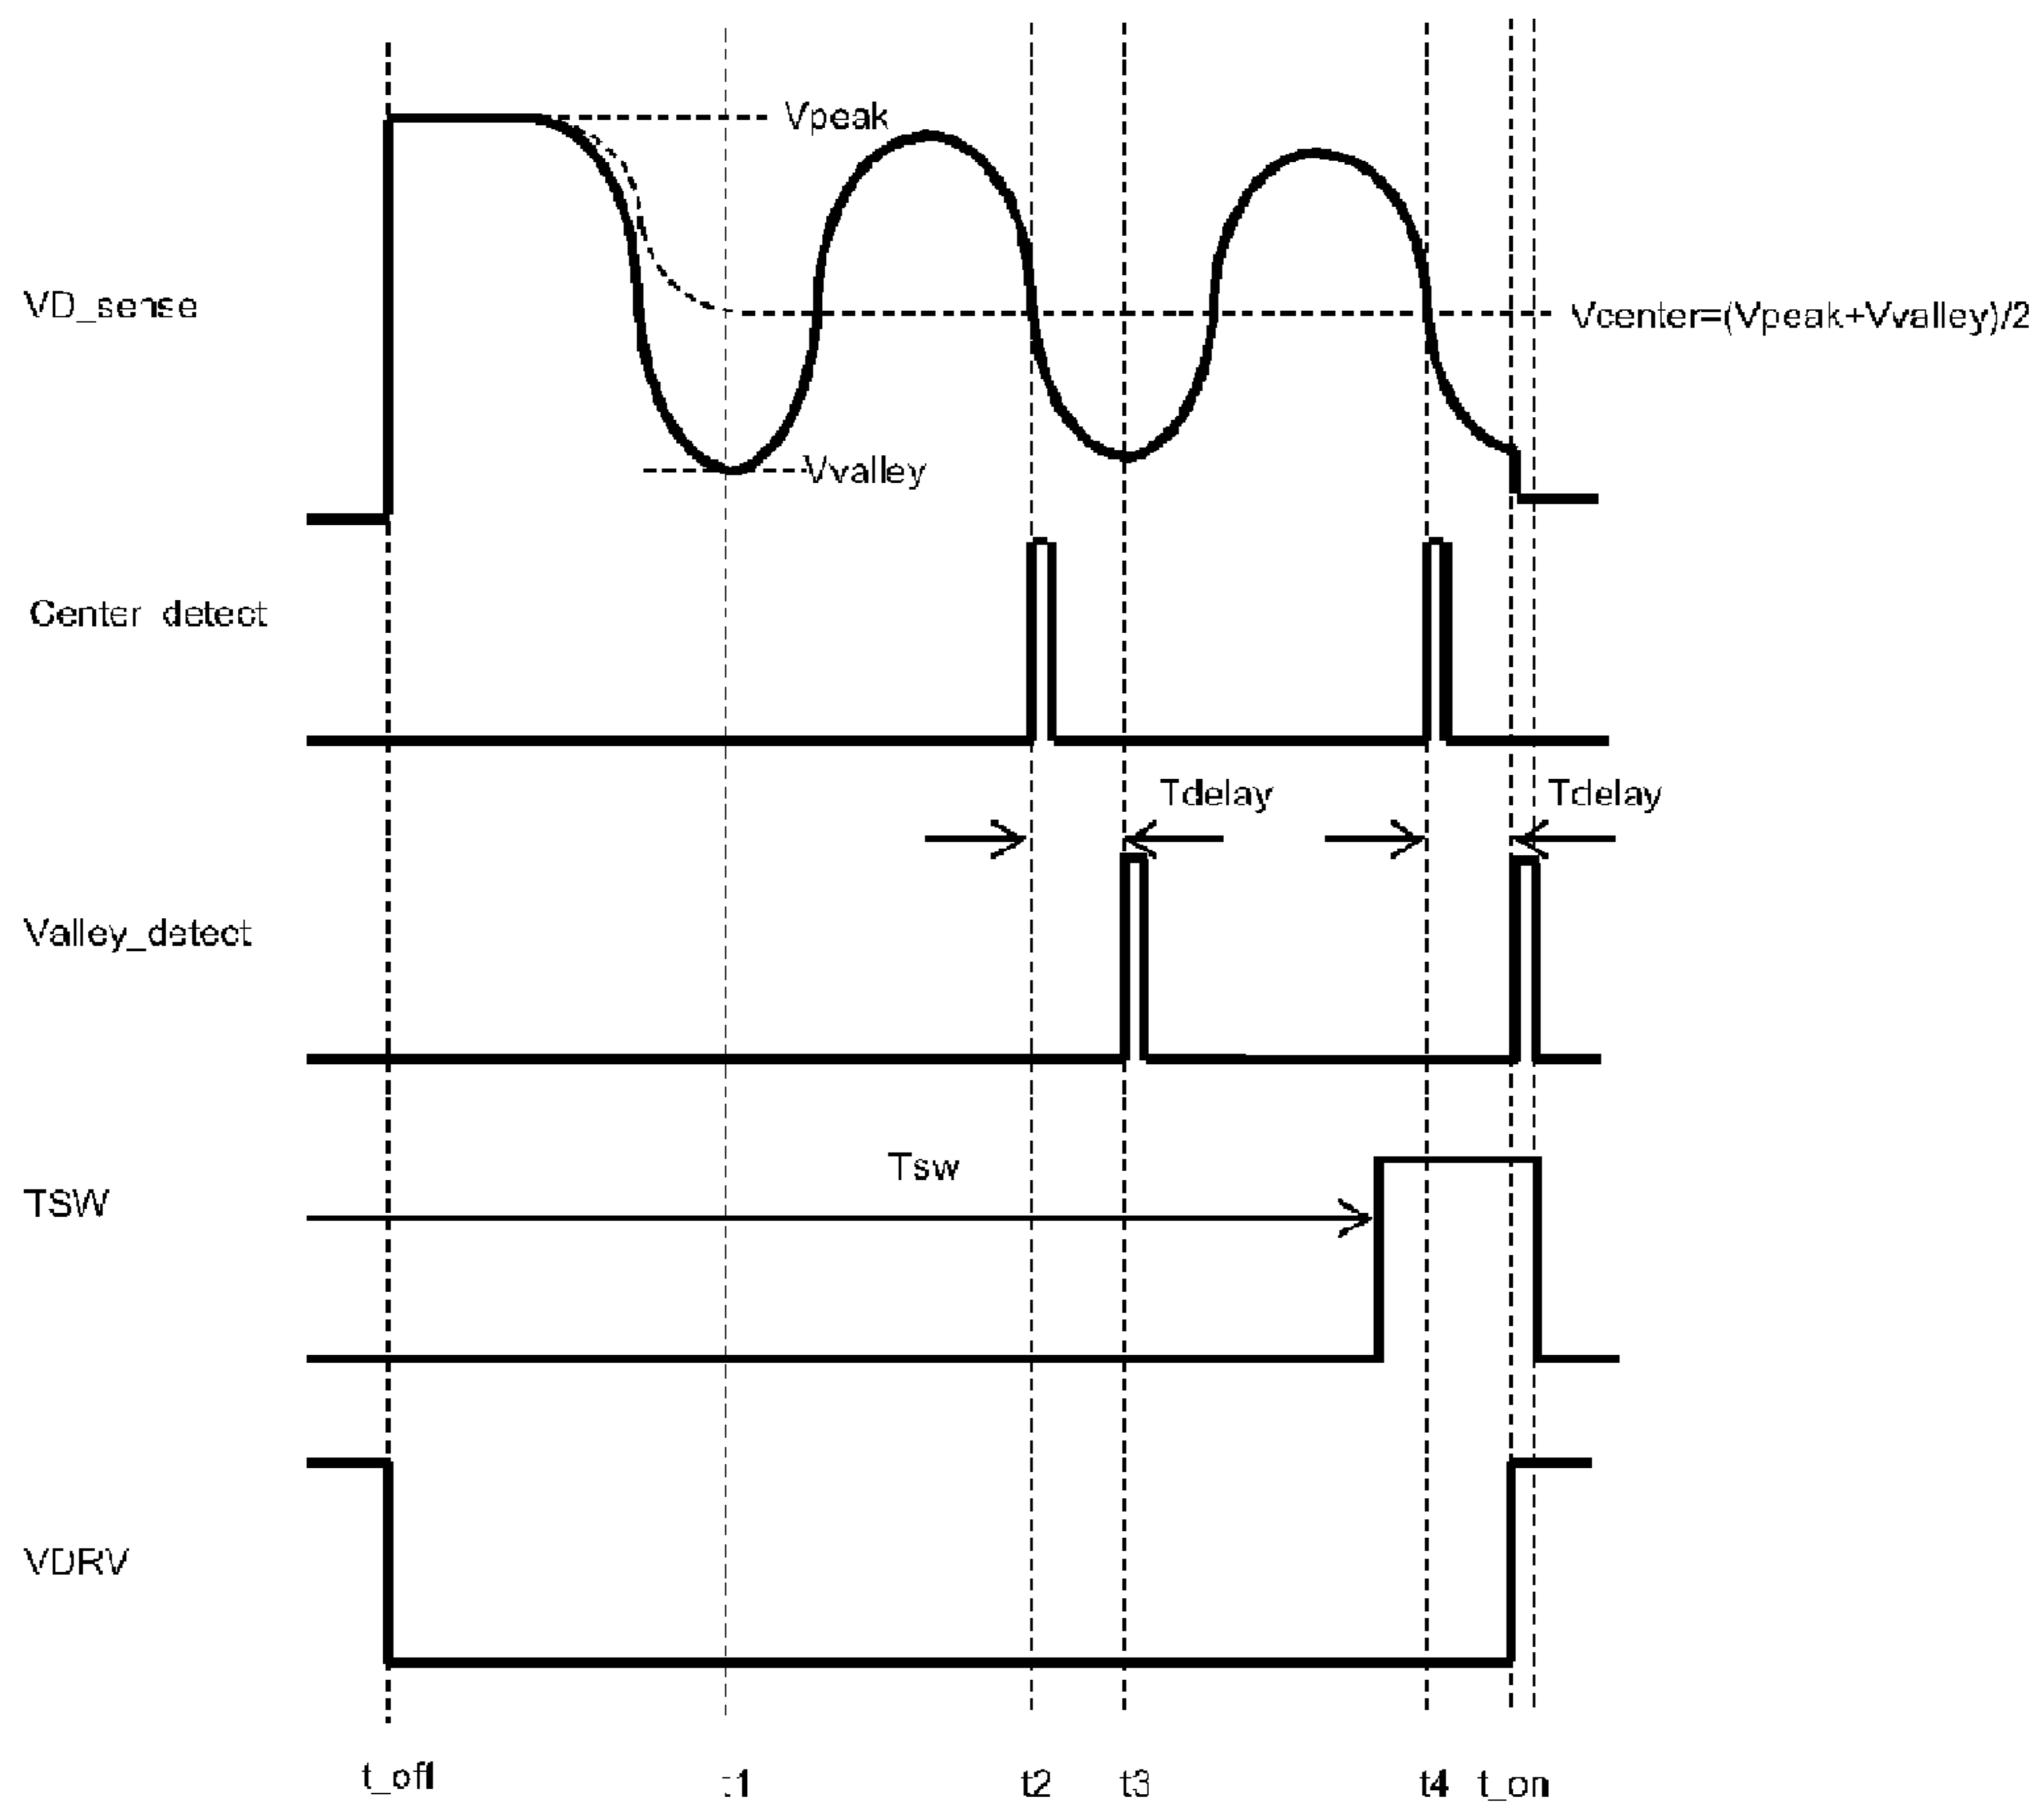 Vpeak
VD_sense
Vcenter=(Vpeak+Vvalley)/2
Vvalley
Center detect
Tdelay
Tdelay
Valley_detect
Tsw
TSW
VDRV
t_off
t1
t2
t3
t4
t_on